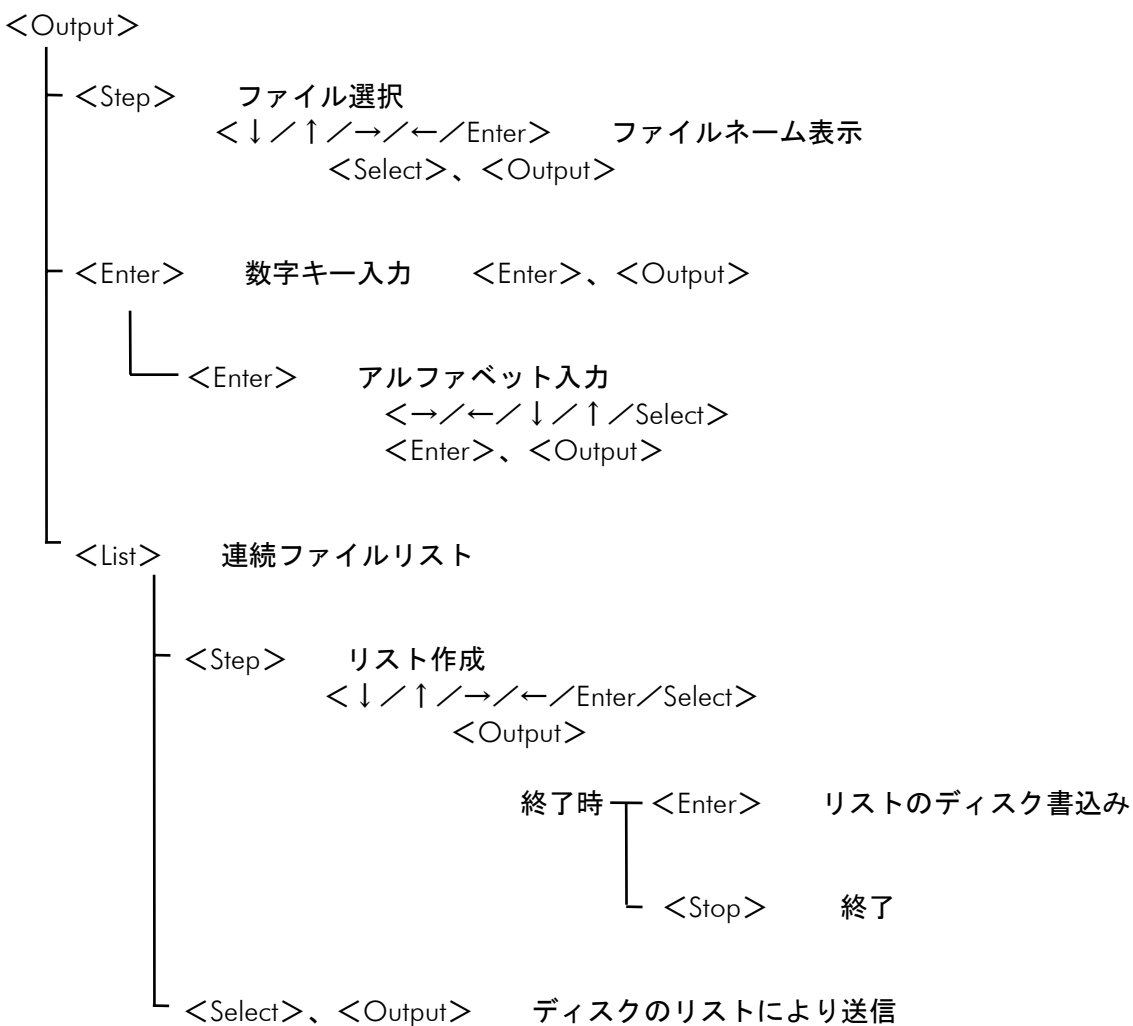 ＜Output＞
＜Step＞ ファイル選択
＜↓／↑／→／←／Enter＞ ファイルネーム表示
＜Select＞、＜Output＞
＜Enter＞ 数字キー入力 ＜Enter＞、＜Output＞
＜Enter＞ アルファベット入力
＜→／←／↓／↑／Select＞
＜Enter＞、＜Output＞
＜List＞ 連続ファイルリスト
＜Step＞ リスト作成
＜↓／↑／→／←／Enter／Select＞
＜Output＞
終了時 ＜Enter＞ リストのディスク書込み
＜Stop＞ 終了
＜Select＞、＜Output＞ ディスクのリストにより送信